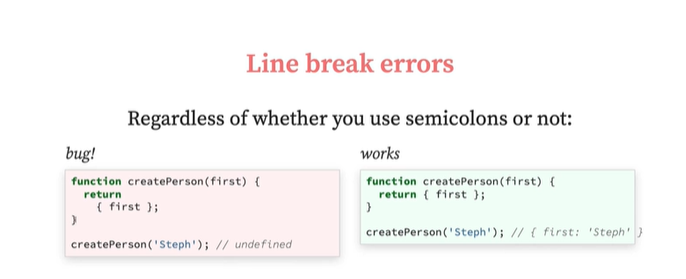 Line break errors
Regardless of whether you use semicolons or not:
bug!
function createPerson(first) {
  return
    { first };
}
createPerson('Steph'); // undefined
works
function createPerson(first) {
  return { first };
}
createPerson('Steph'); // { first: 'Steph' }